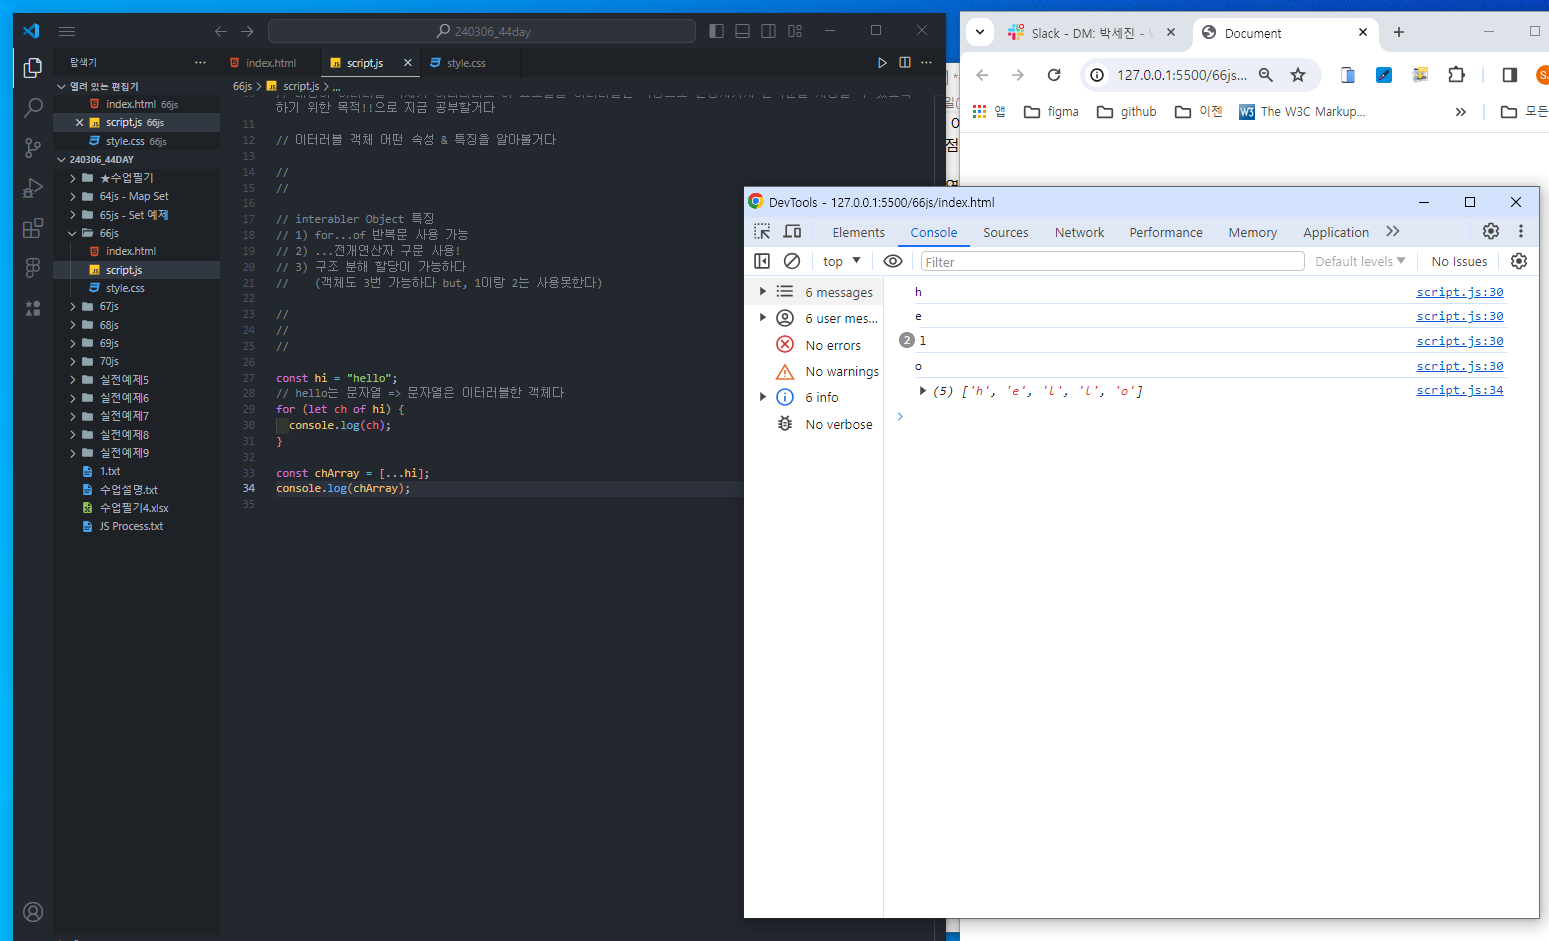 240306_44day
탐색기
index.html
script.js
style.css
열려 있는 편집기
index.html 66js
script.js 66js
style.css 66js
240306_44DAY
★수업필기
64js - Map Set
65js - Set 예제
66js
index.html
script.js
style.css
67js
68js
69js
70js
실전예제5
실전예제6
실전예제7
실전예제8
실전예제9
1.txt
수업설명.txt
수업필기4.xlsx
JS Process.txt
66js > script.js > ...
하기 위한 목적!!으로 지금 공부할거다
11
12 // 이터러블 객체 어떤 속성 & 특징을 알아볼거다
13
14 //
15 //
16
17 // interabler Object 특징
18 // 1) for...of 반복문 사용 가능
19 // 2) ...전개연산자 구문 사용!
20 // 3) 구조 분해 할당이 가능하다
21 // (객체도 3번 가능하다 but, 1이랑 2는 사용못한다)
22
23 //
24 //
25 //
26
27 const hi = "hello";
28 // hello는 문자열 => 문자열은 이터러블한 객체다
29 for (let ch of hi) {
30 console.log(ch);
31 }
32
33 const chArray = [...hi];
34 console.log(chArray);
35
Slack - DM: 박세진 -
Document
127.0.0.1:5500/66js...
앱
figma
github
이젠
W3
The W3C Markup...
모든
점
DevTools - 127.0.0.1:5500/66js/index.html
Elements
Console
Sources
Network
Performance
Memory
Application
top
Filter
Default levels
No Issues
6 messages
6 user mes...
No errors
No warnings
6 info
No verbose
h script.js:30
e script.js:30
2 l script.js:30
o script.js:30
(5) ['h', 'e', 'l', 'l', 'o'] script.js:34